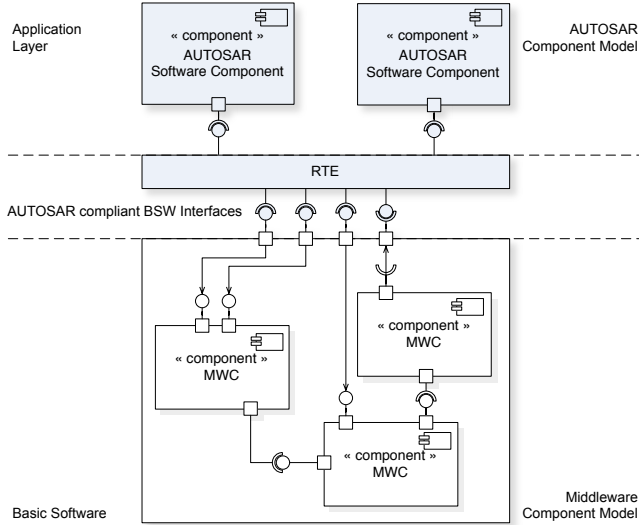 Application
Layer
« component »
AUTOSAR
Software Component
« component »
AUTOSAR
Software Component
AUTOSAR
Component Model
RTE
AUTOSAR compliant BSW Interfaces
« component »
MWC
« component »
MWC
« component »
MWC
Basic Software
Middleware
Component Model